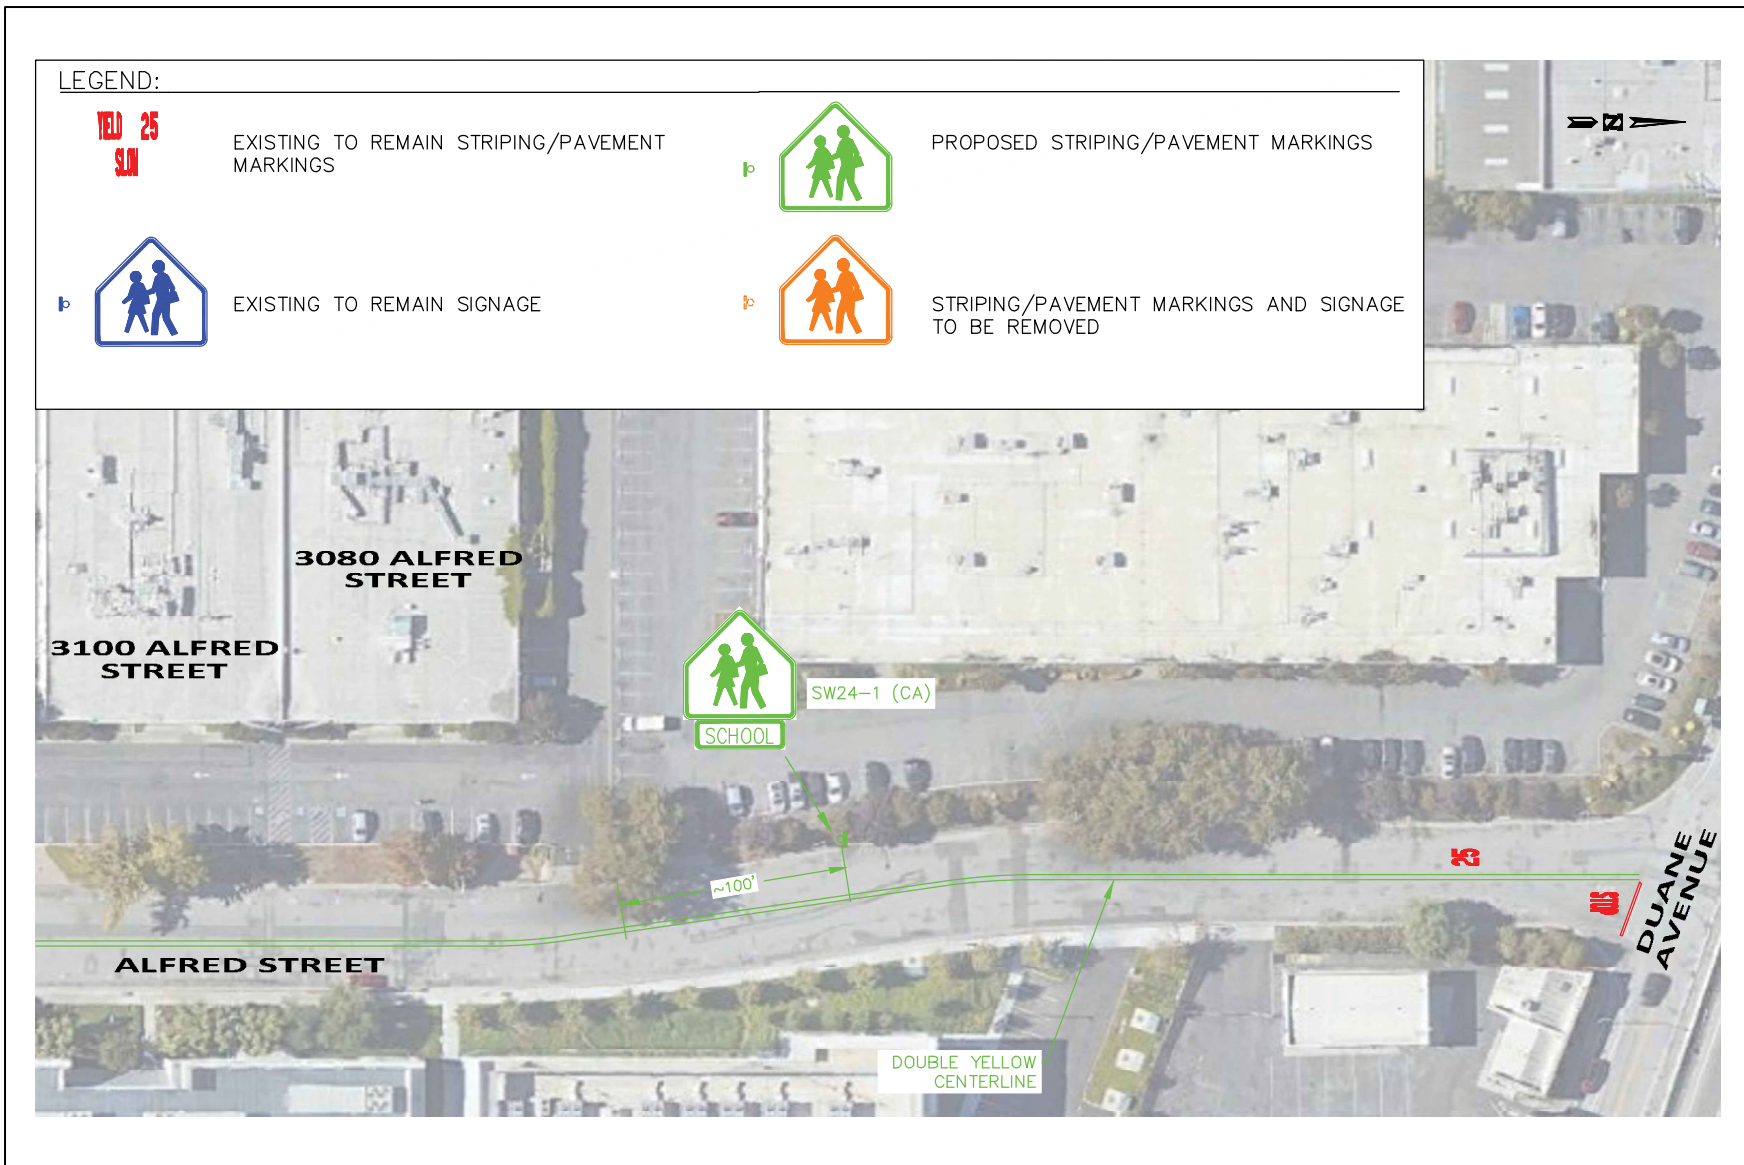 LEGEND:
YIELD 25
SLOW
EXISTING TO REMAIN STRIPING/PAVEMENT
MARKINGS
PROPOSED STRIPING/PAVEMENT MARKINGS
EXISTING TO REMAIN SIGNAGE
STRIPING/PAVEMENT MARKINGS AND SIGNAGE
TO BE REMOVED
N
3080 ALFRED
STREET
3100 ALFRED
STREET
SW24-1 (CA)
SCHOOL
~100'
25
DUANE
AVENUE
ALFRED STREET
DOUBLE YELLOW
CENTERLINE